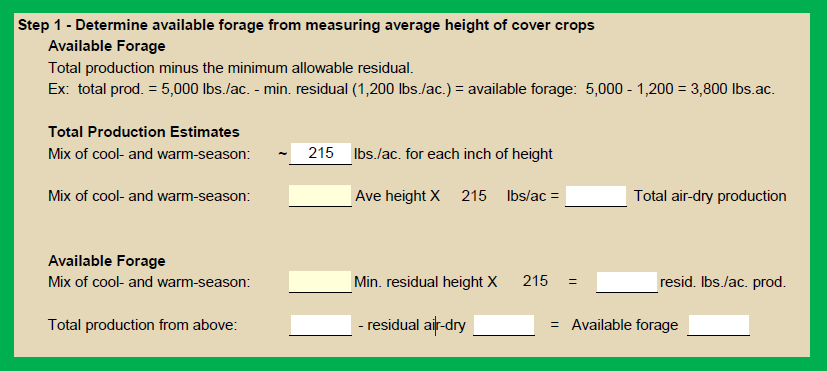 Step 1 - Determine available forage from measuring average height of cover crops
Available Forage
Total production minus the minimum allowable residual.
Ex: total prod. = 5,000 lbs./ac. - min. residual (1,200 lbs./ac.) = available forage: 5,000 - 1,200 = 3,800 lbs.ac.
Total Production Estimates
Mix of cool- and warm-season: ~ 215 lbs./ac. for each inch of height
Mix of cool- and warm-season: Ave height X 215 lbs/ac = Total air-dry production
Available Forage
Mix of cool- and warm-season: Min. residual height X 215 = resid. lbs./ac. prod.
Total production from above: - residual air-dry = Available forage